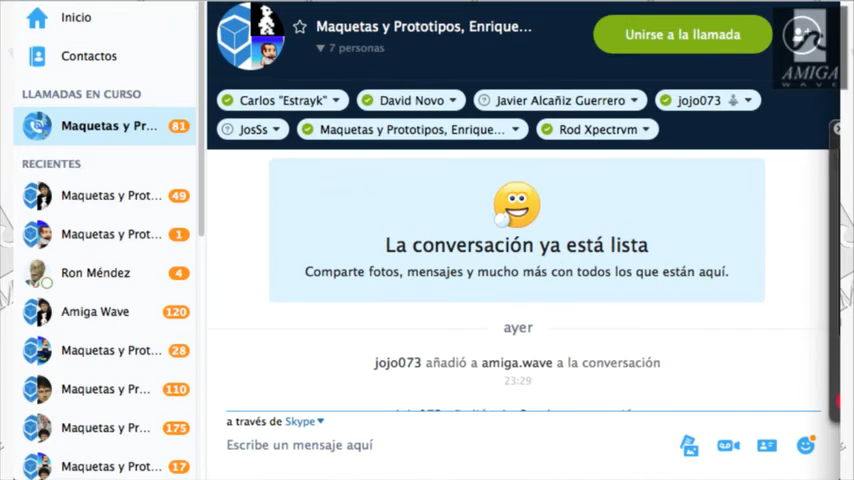 Inicio
Contactos
LLAMADAS EN CURSO
Maquetas y Pr... 81
RECIENTES
Maquetas y Prot... 49
Maquetas y Prot... 1
Ron Méndez 4
Amiga Wave 120
Maquetas y Prot... 28
Maquetas y Pr... 110
Maquetas y Pr... 175
Maquetas y Prot... 17
Maquetas y Prototipos, Enrique...
7 personas
Unirse a la llamada
AMIGA
WAVE
Carlos "Estrayk" David Novo Javier Alcañiz Guerrero jojo073
JosSs Maquetas y Prototipos, Enrique... Rod Xpectrvm
La conversación ya está lista
Comparte fotos, mensajes y mucho más con todos los que están aquí.
ayer
jojo073 añadió a amiga.wave a la conversación
23:29
a través de Skype
Escribe un mensaje aquí